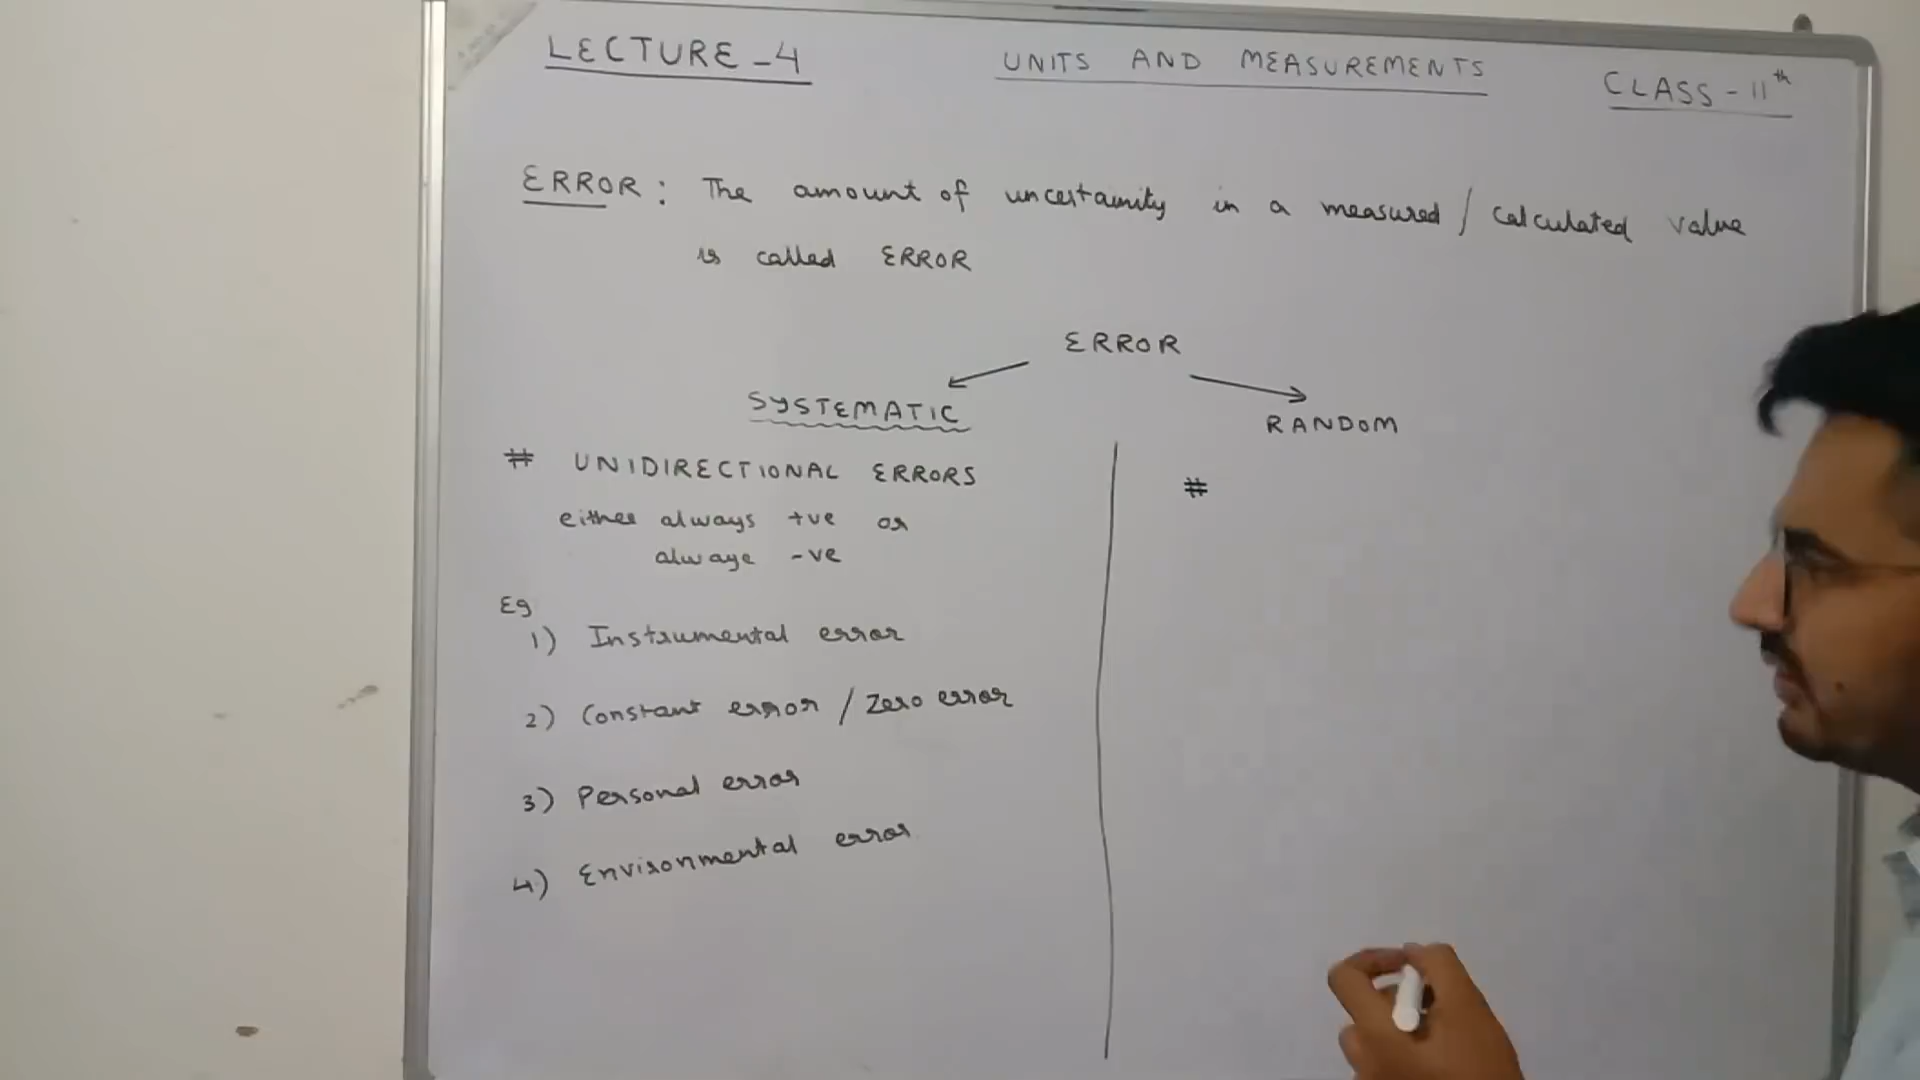 LECTURE - 4
UNITS AND MEASUREMENTS
CLASS - 11th
ERROR : The amount of uncertainity in a measured / calculated value
is called ERROR
ERROR
SYSTEMATIC
RANDOM
# UNIDIRECTIONAL ERRORS
either always +ve or
always -ve
Eg
1) Instrumental error
2) Constant error / Zero error
3) Personal error
4) Environmental error
#